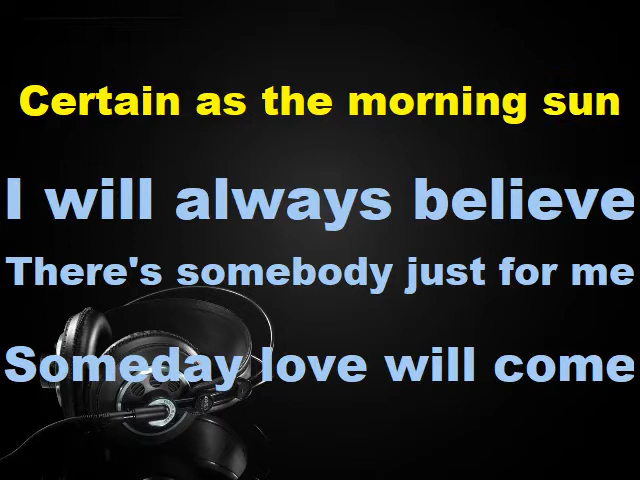 Certain as the morning sun
I will always believe
There's somebody just for me
Someday love will come